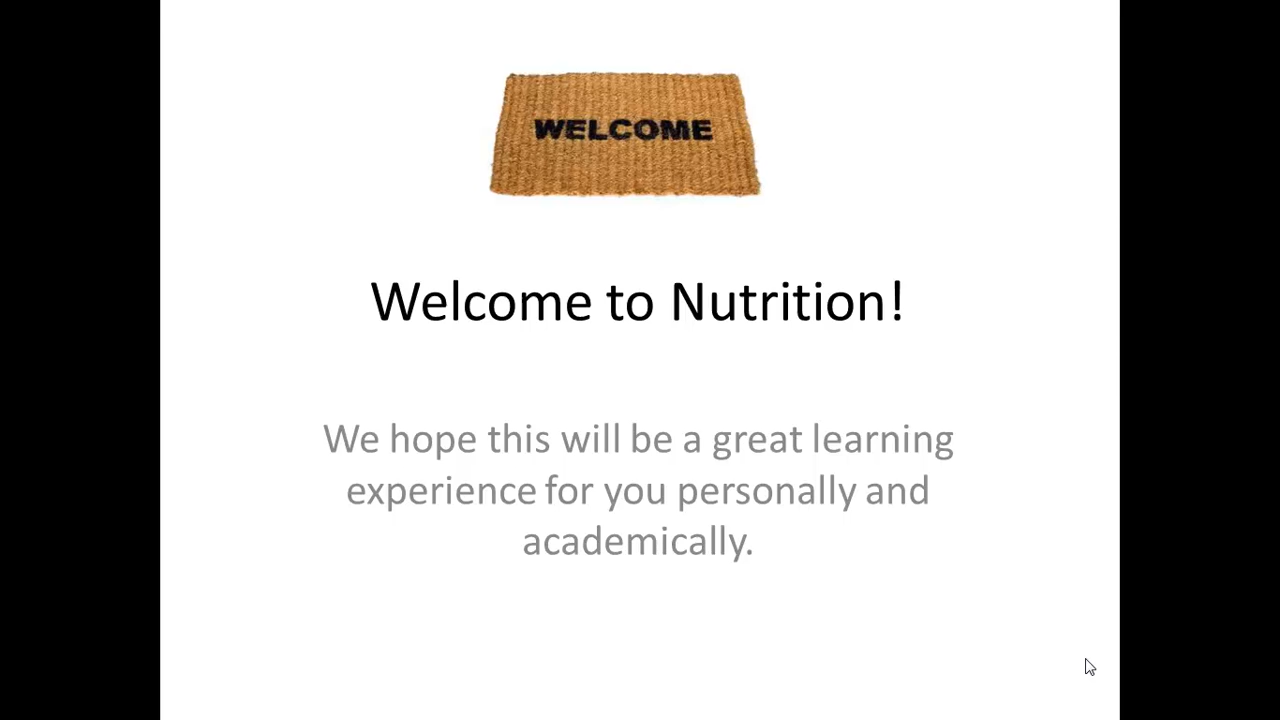 WELCOME
Welcome to Nutrition!
We hope this will be a great learning
experience for you personally and
academically.